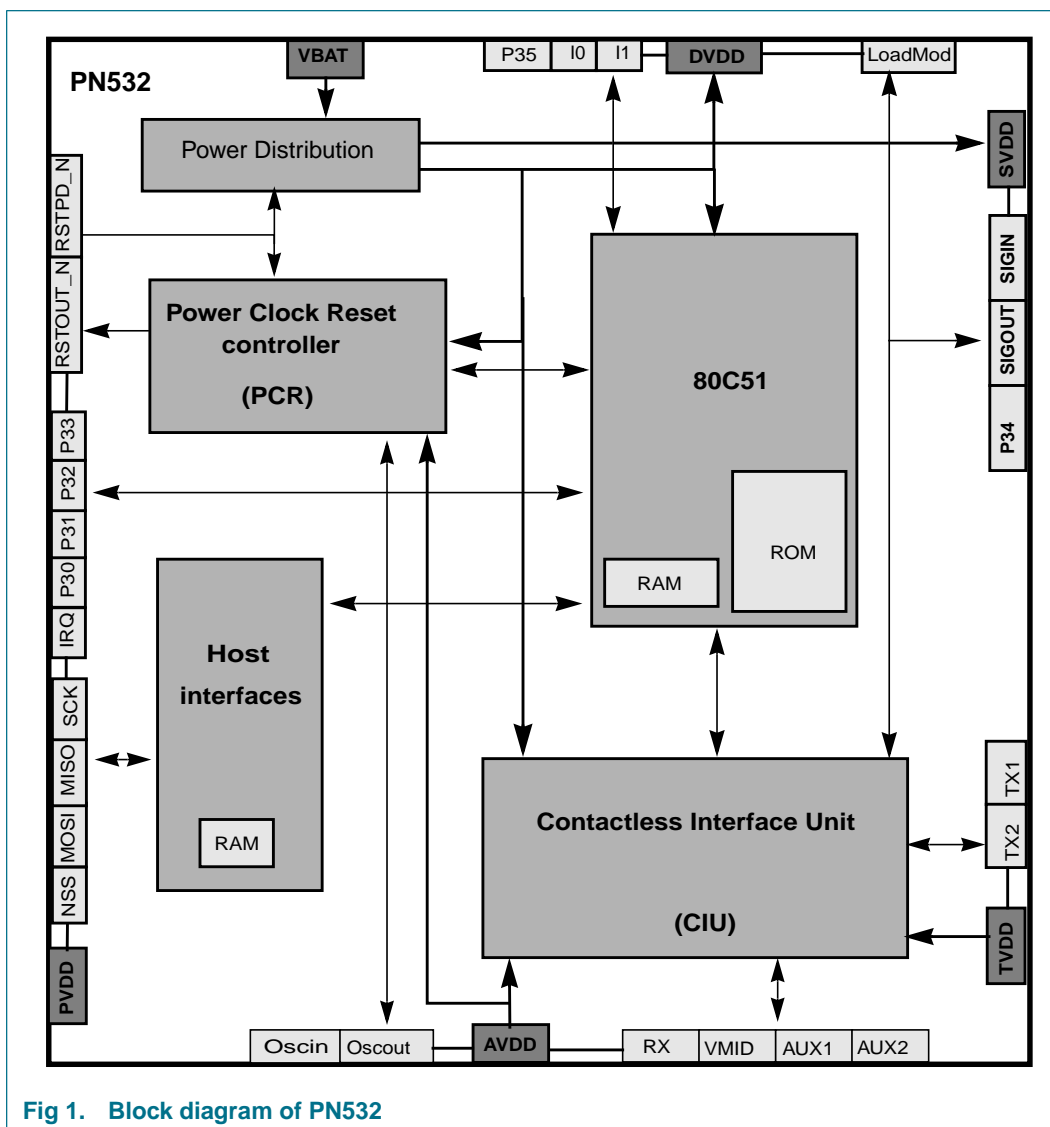 VBAT
P35 I0 I1
DVDD
LoadMod
PN532
Power Distribution
SVDD
RSTPD_N
RSTOUT_N
SIGIN
SIGOUT
P34
Power Clock Reset
controller
(PCR)
80C51
P33
P32
P31
P30
IRQ
ROM
RAM
Host
interfaces
SCK
MISO
MOSI
NSS
RAM
TX1
TX2
Contactless Interface Unit
(CIU)
PVDD
TVDD
Oscin Oscout
AVDD
RX VMID AUX1 AUX2
Fig 1. Block diagram of PN532